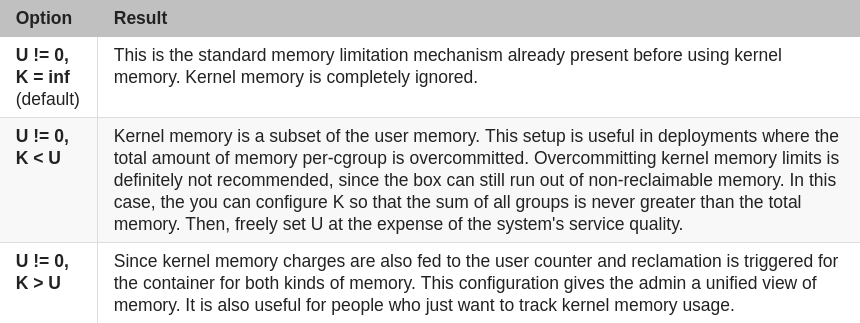 Option Result
U != 0, This is the standard memory limitation mechanism already present before using kernel
K = inf memory. Kernel memory is completely ignored.
(default)
U != 0, Kernel memory is a subset of the user memory. This setup is useful in deployments where the
K < U total amount of memory per-cgroup is overcommitted. Overcommitting kernel memory limits is
definitely not recommended, since the box can still run out of non-reclaimable memory. In this
case, the you can configure K so that the sum of all groups is never greater than the total
memory. Then, freely set U at the expense of the system's service quality.
U != 0, Since kernel memory charges are also fed to the user counter and reclamation is triggered for
K > U the container for both kinds of memory. This configuration gives the admin a unified view of
memory. It is also useful for people who just want to track kernel memory usage.